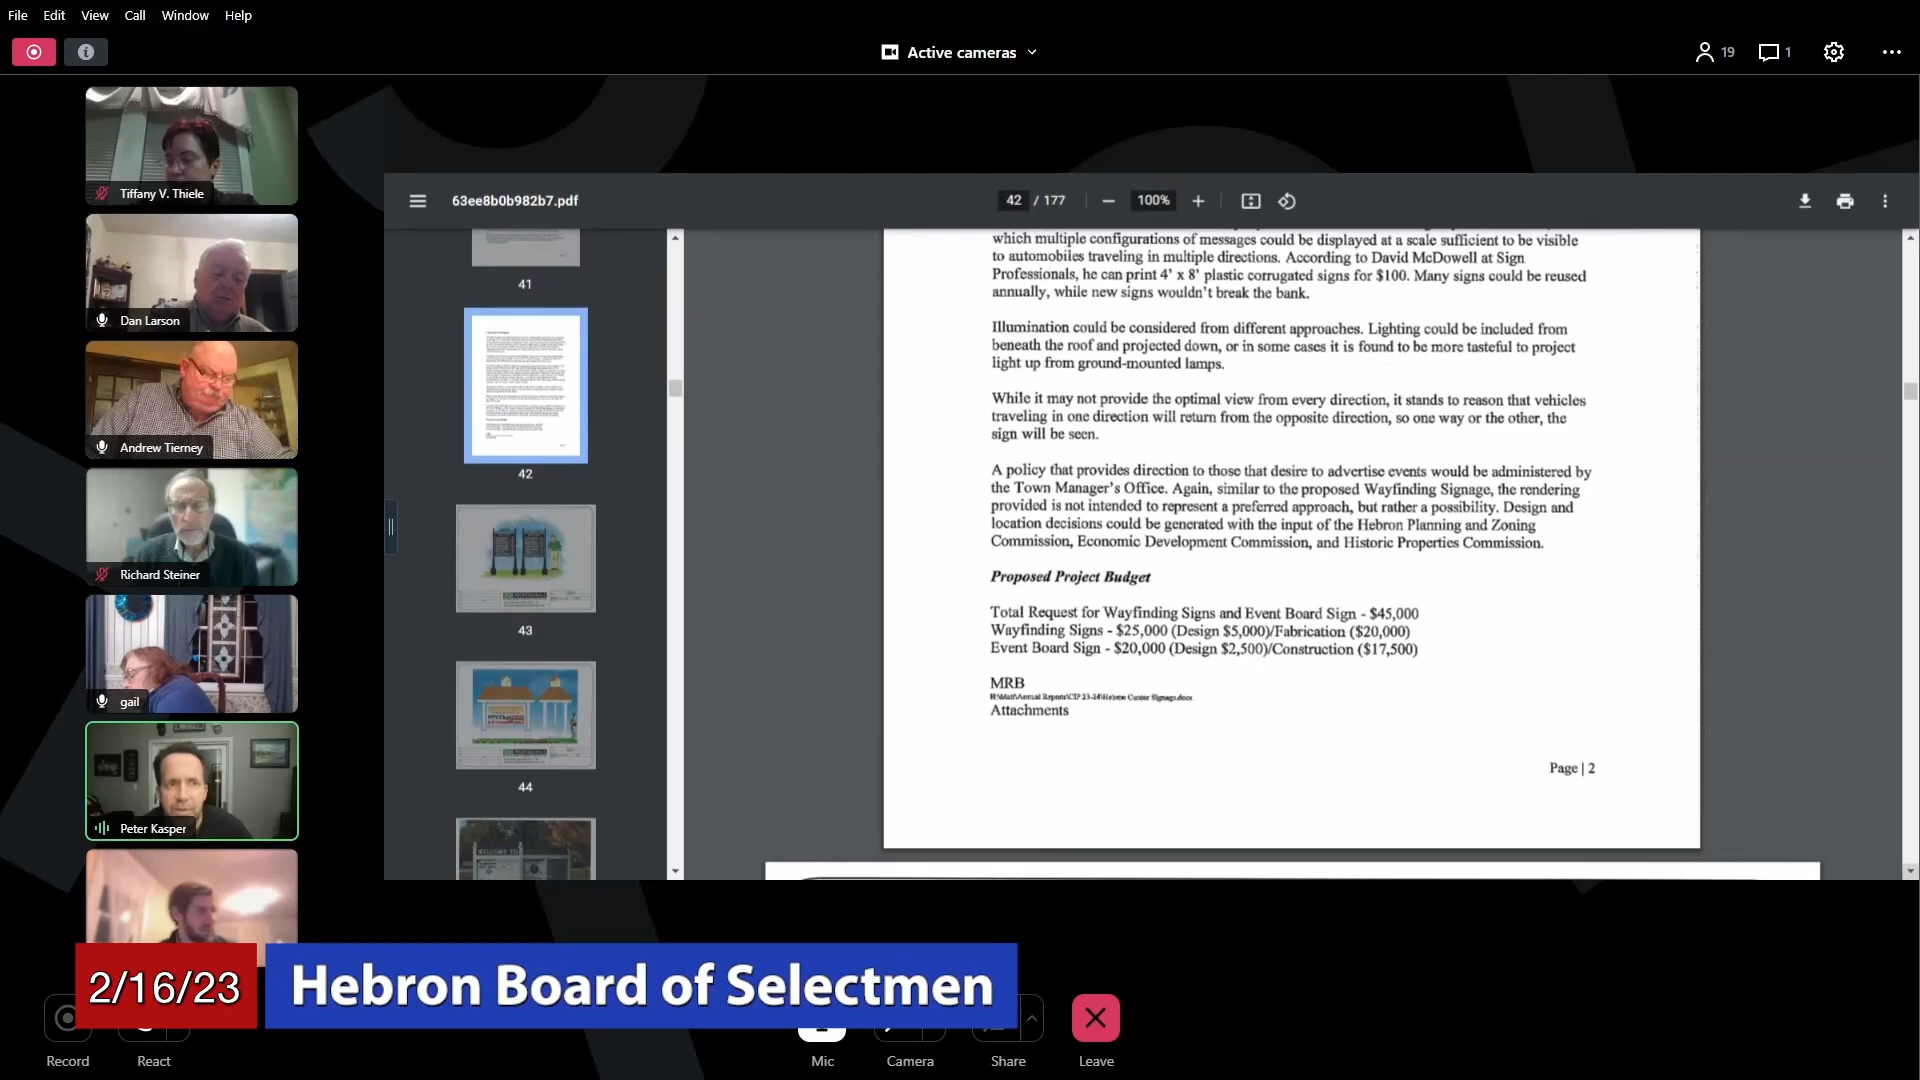 File Edit View Call Window Help
Active cameras
19
1
Tiffany V. Thiele
Dan Larson
Andrew Tierney
Richard Steiner
gail
Peter Kasper
63ee8b0b982b7.pdf
42 / 177
100%
41
42
43
44
WELCOME TO
which multiple configurations of messages could be displayed at a scale sufficient to be visible
to automobiles traveling in multiple directions. According to David McDowell at Sign
Professionals, he can print 4' x 8' plastic corrugated signs for $100. Many signs could be reused
annually, while new signs wouldn't break the bank.
Illumination could be considered from different approaches. Lighting could be included from
beneath the roof and projected down, or in some cases it is found to be more tasteful to project
light up from ground-mounted lamps.
While it may not provide the optimal view from every direction, it stands to reason that vehicles
traveling in one direction will return from the opposite direction, so one way or the other, the
sign will be seen.
A policy that provides direction to those that desire to advertise events would be administered by
the Town Manager's Office. Again, similar to the proposed Wayfinding Signage, the rendering
provided is not intended to represent a preferred approach, but rather a possibility. Design and
location decisions could be generated with the input of the Hebron Planning and Zoning
Commission, Economic Development Commission, and Historic Properties Commission.
Proposed Project Budget
Total Request for Wayfinding Signs and Event Board Sign - $45,000
Wayfinding Signs - $25,000 (Design $5,000)/Fabrication ($20,000)
Event Board Sign - $20,000 (Design $2,500)/Construction ($17,500)
MRB
Attachments
Page | 2
2/16/23
Hebron Board of Selectmen
Record
React
Mic
Camera
Share
Leave